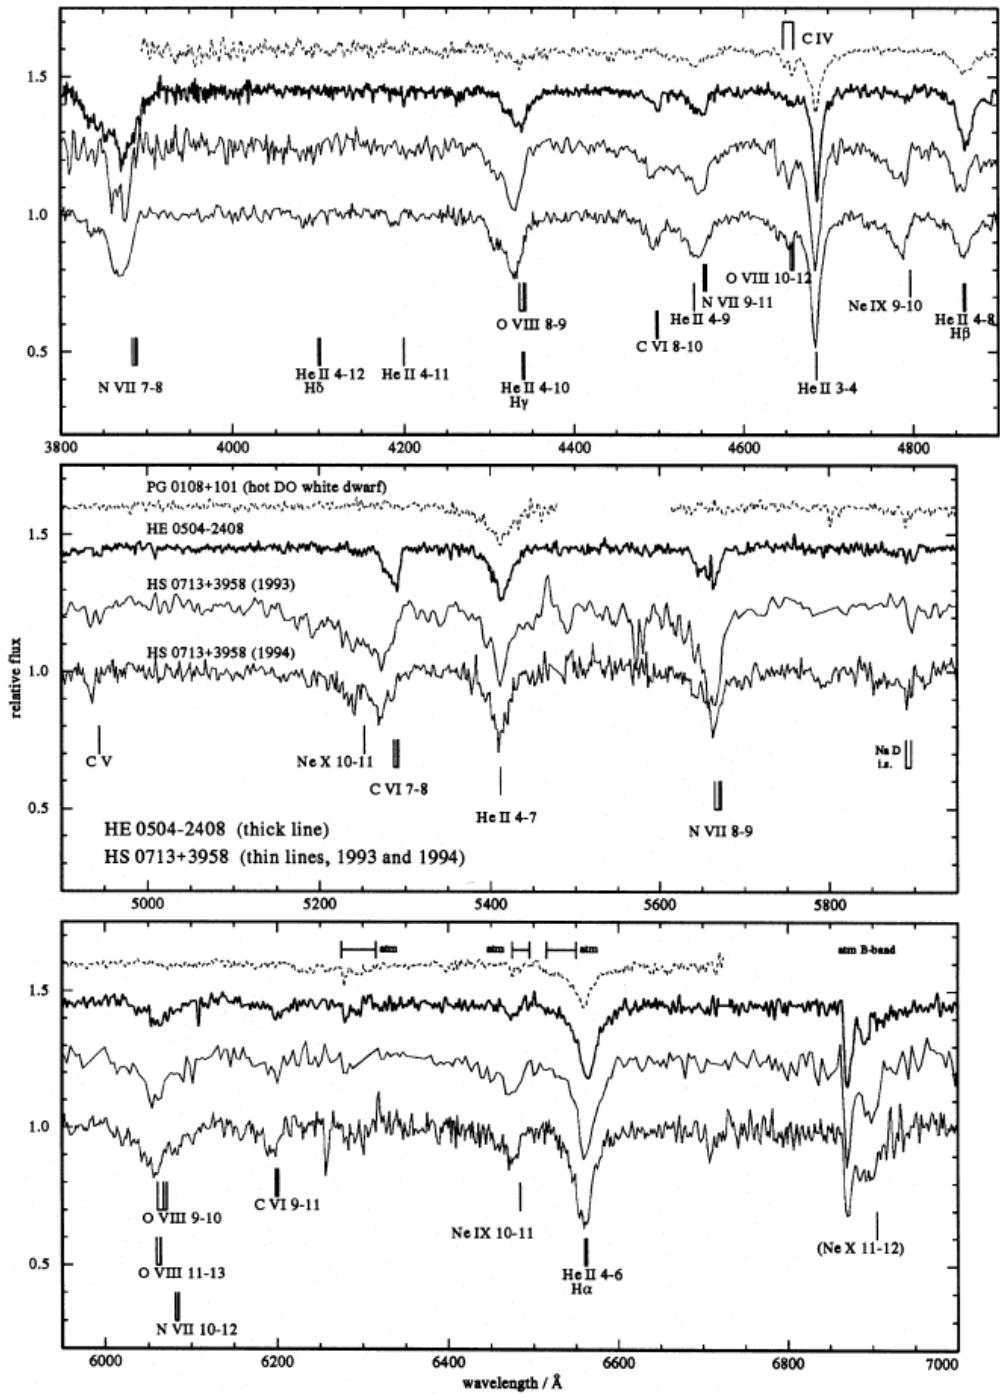 C IV
1.5
1.0
0.5
O VIII 10-12
N VII 9-11
Ne IX 9-10
O VIII 8-9
He II 4-9
He II 4-8
Hβ
C VI 8-10
N VII 7-8
He II 4-12
Hδ
He II 4-11
He II 4-10
Hγ
He II 3-4
3800 4000 4200 4400 4600 4800
PG 0108+101 (hot DO white dwarf)
HE 0504-2408
1.5
HS 0713+3958 (1993)
HS 0713+3958 (1994)
relative flux
1.0
C V
Ne X 10-11
Na D
i.s.
C VI 7-8
He II 4-7
N VII 8-9
0.5
HE 0504-2408 (thick line)
HS 0713+3958 (thin lines, 1993 and 1994)
5000 5200 5400 5600 5800
atm atm atm atm B-band
1.5
1.0
C VI 9-11
O VIII 9-10
Ne IX 10-11
(Ne X 11-12)
0.5
O VIII 11-13
He II 4-6
Hα
N VII 10-12
6000 6200 6400 6600 6800 7000
wavelength / Å